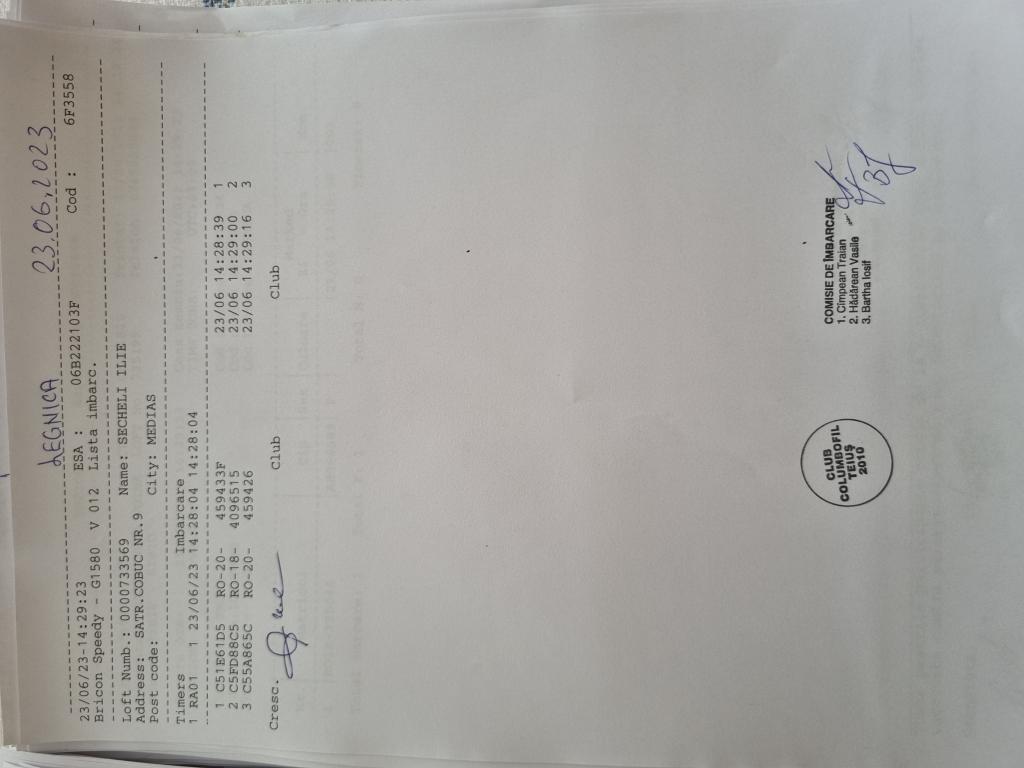 LEGNICA 23.06.2023
23/06/23-14:29:23 ESA : 06B222103F Cod : 6F3558
Bricon Speedy - G1580 V 012 Lista imbarc.
Loft Numb.: 0000733569 Name: SECHELI ILIE
Address: SATR.COBUC NR.9
Post code: City: MEDIAS
Timers Imbarcare
1 RA01 1 23/06/23 14:28:04 14:28:04
1 C51E61D5 RO-20- 459433F 23/06 14:28:39 1
2 C5FD88C5 RO-18- 4096515 23/06 14:29:00 2
3 C55A865C RO-20- 459426 23/06 14:29:16 3
Cresc. Club Club
CLUB
COLUMBOFIL
TEIUȘ
2010
COMISIE DE ÎMBARCARE
1. Cîmpean Traian
2. Hădărean Vasile
3. Bartha Iosif